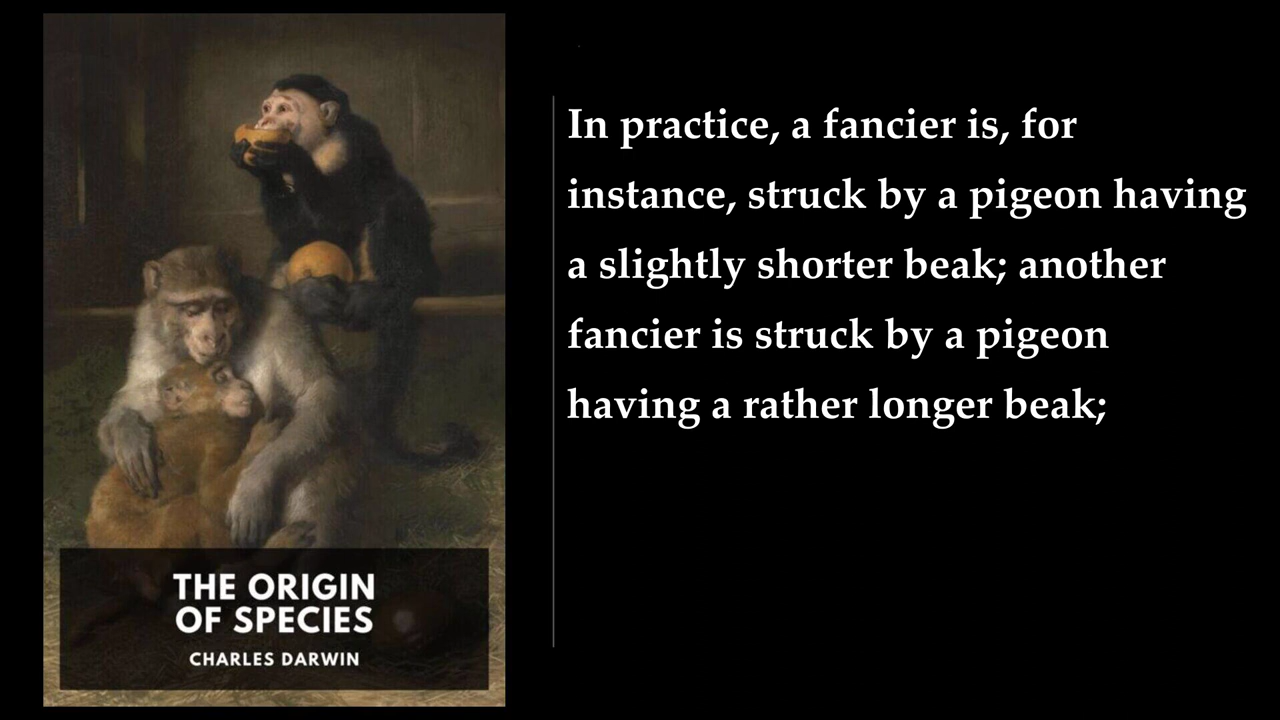 THE ORIGIN
OF SPECIES
CHARLES DARWIN
In practice, a fancier is, for
instance, struck by a pigeon having
a slightly shorter beak; another
fancier is struck by a pigeon
having a rather longer beak;